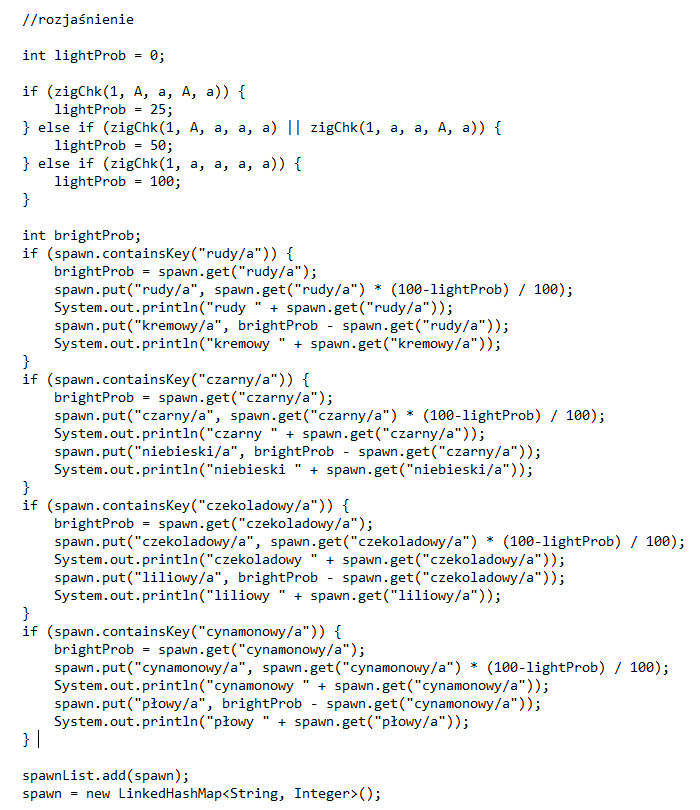 //rozjaśnienie

int lightProb = 0;

if (zigChk(1, A, a, A, a)) {
    lightProb = 25;
} else if (zigChk(1, A, a, a, a) || zigChk(1, a, a, A, a)) {
    lightProb = 50;
} else if (zigChk(1, a, a, a, a)) {
    lightProb = 100;
}

int brightProb;
if (spawn.containsKey("rudy/a")) {
    brightProb = spawn.get("rudy/a");
    spawn.put("rudy/a", spawn.get("rudy/a") * (100-lightProb) / 100);
    System.out.println("rudy " + spawn.get("rudy/a"));
    spawn.put("kremowy/a", brightProb - spawn.get("rudy/a"));
    System.out.println("kremowy " + spawn.get("kremowy/a"));
}
if (spawn.containsKey("czarny/a")) {
    brightProb = spawn.get("czarny/a");
    spawn.put("czarny/a", spawn.get("czarny/a") * (100-lightProb) / 100);
    System.out.println("czarny " + spawn.get("czarny/a"));
    spawn.put("niebieski/a", brightProb - spawn.get("czarny/a"));
    System.out.println("niebieski " + spawn.get("niebieski/a"));
}
if (spawn.containsKey("czekoladowy/a")) {
    brightProb = spawn.get("czekoladowy/a");
    spawn.put("czekoladowy/a", spawn.get("czekoladowy/a") * (100-lightProb) / 100);
    System.out.println("czekoladowy " + spawn.get("czekoladowy/a"));
    spawn.put("liliowy/a", brightProb - spawn.get("czekoladowy/a"));
    System.out.println("liliowy " + spawn.get("liliowy/a"));
}
if (spawn.containsKey("cynamonowy/a")) {
    brightProb = spawn.get("cynamonowy/a");
    spawn.put("cynamonowy/a", spawn.get("cynamonowy/a") * (100-lightProb) / 100);
    System.out.println("cynamonowy " + spawn.get("cynamonowy/a"));
    spawn.put("płowy/a", brightProb - spawn.get("cynamonowy/a"));
    System.out.println("płowy " + spawn.get("płowy/a"));
}

spawnList.add(spawn);
spawn = new LinkedHashMap<String, Integer>();